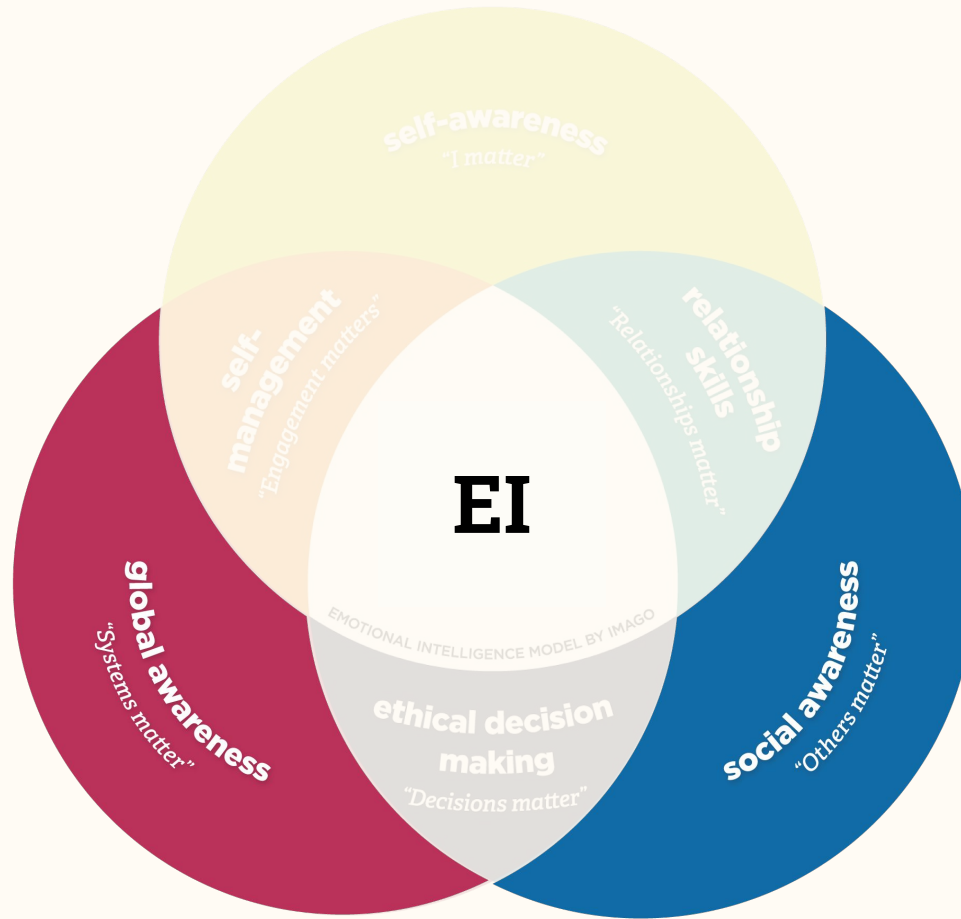 self-awareness
“I matter”
self-
management
“Engagement matters”
relationship
skills
“Relationships matter”
EI
global awareness
“Systems matter”
social awareness
“Others matter”
EMOTIONAL INTELLIGENCE MODEL BY IMAGO
ethical decision
making
“Decisions matter”